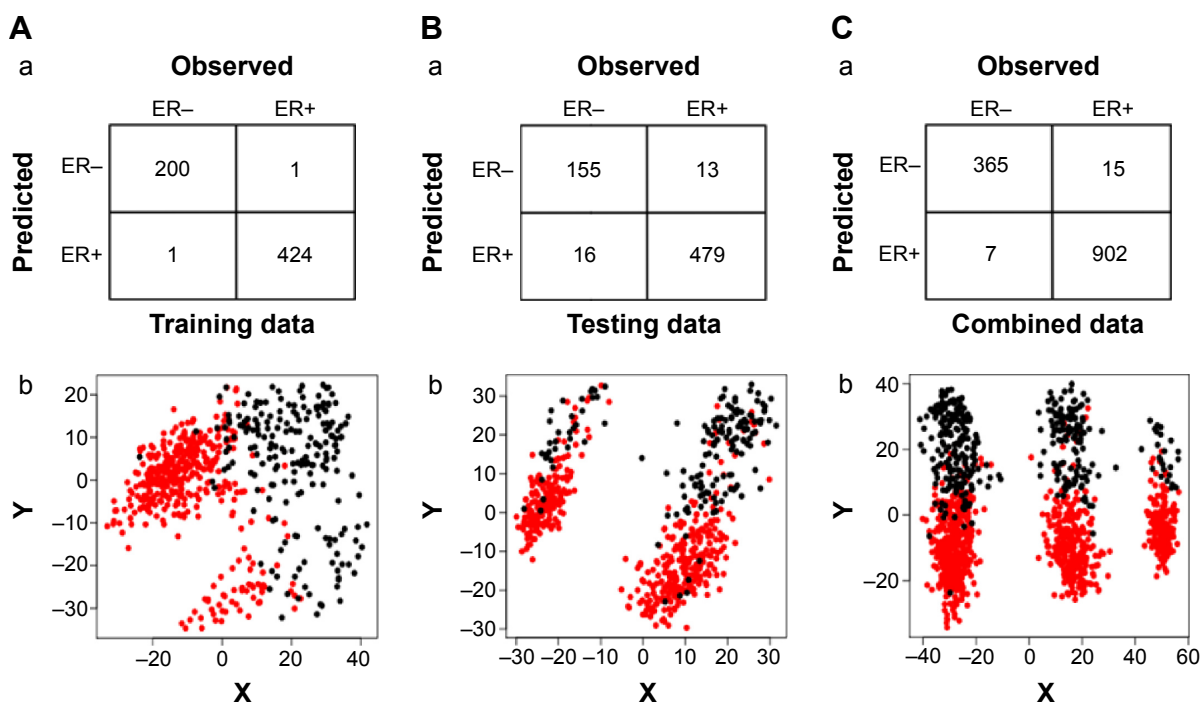 A
a
Observed
ER– ER+
Predicted
ER– 200 1
ER+ 1 424
Training data
b
Y
20
10
0
–10
–20
–30
–20 0 20 40
X
B
a
Observed
ER– ER+
Predicted
ER– 155 13
ER+ 16 479
Testing data
b
Y
30
20
10
0
–10
–20
–30
–30 –20 –10 0 10 20 30
X
C
a
Observed
ER– ER+
Predicted
ER– 365 15
ER+ 7 902
Combined data
b
Y
40
20
0
–20
–40 –20 0 20 40 60
X